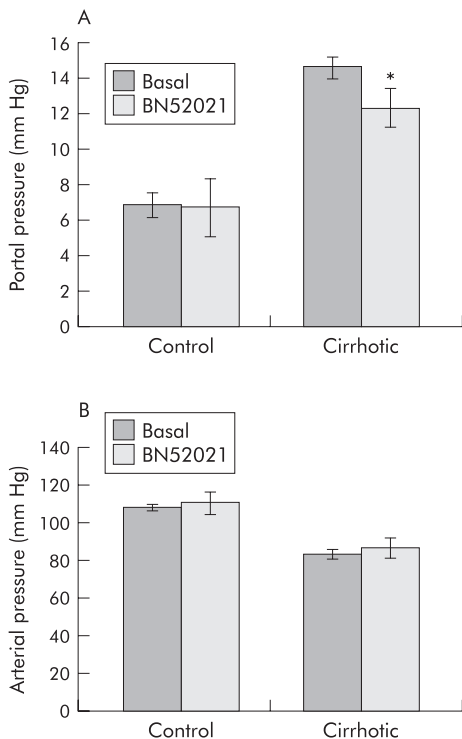 A
Portal pressure (mm Hg)
16
14
12
10
8
6
4
2
0
Basal
BN52021
*
Control
Cirrhotic
B
Arterial pressure (mm Hg)
140
120
100
80
60
40
20
0
Basal
BN52021
Control
Cirrhotic